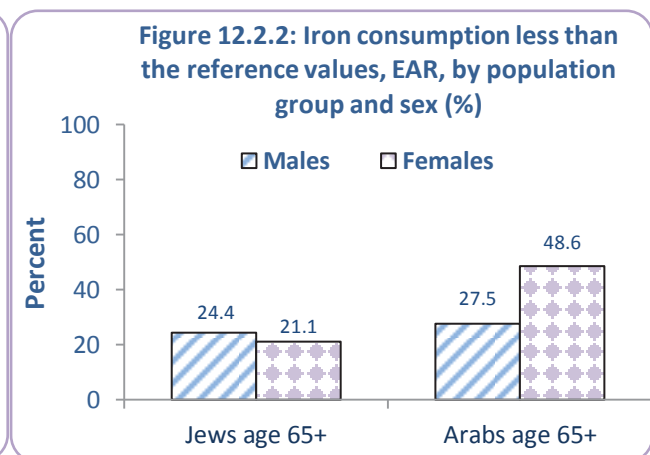 Figure 12.2.2: Iron consumption less than
the reference values, EAR, by population
group and sex (%)
100
80
60
40
20
0
Percent
Males
Females
24.4
21.1
27.5
48.6
Jews age 65+
Arabs age 65+